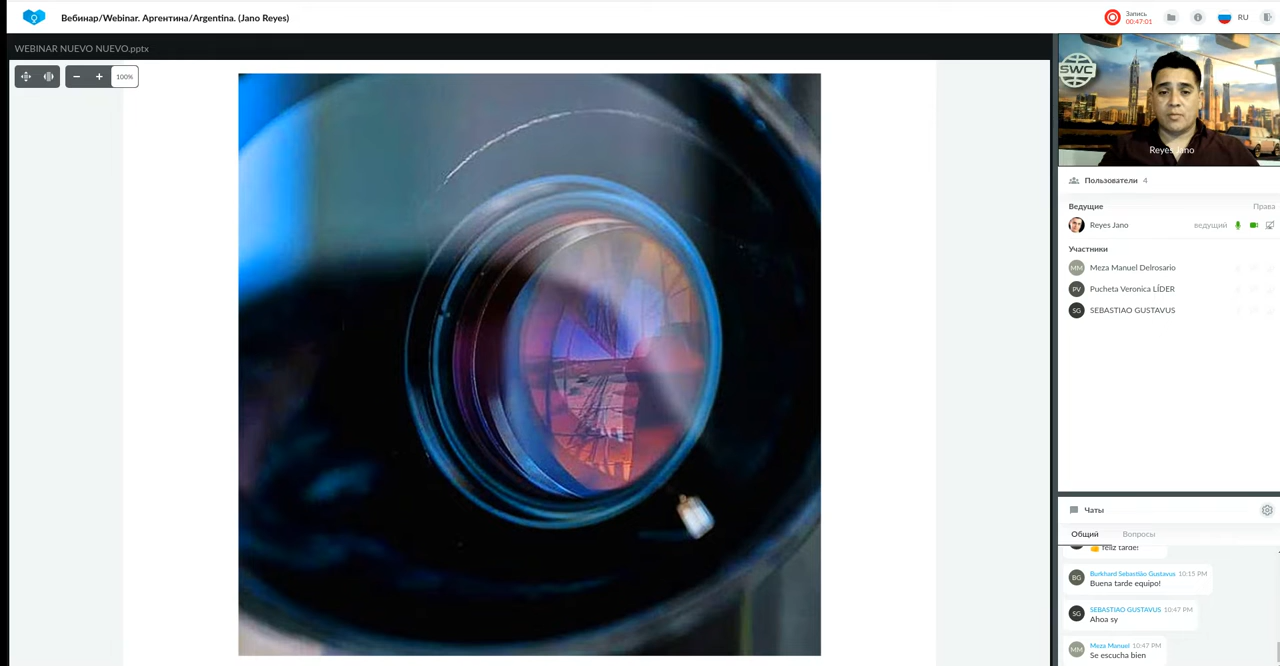 Вебинар/Webinar. Аргентина/Argentina. (Jano Reyes)
Запись
00:47:01
RU
WEBINAR NUEVO NUEVO.pptx
100%
SWC
Reyes Jano
Пользователи 4
Ведущие Права
Reyes Jano ведущий
Участники
MM Meza Manuel Delrosario
PV Pucheta Veronica LÍDER
SG SEBASTIAO GUSTAVUS
Чаты
Общий Вопросы
feliz tarde!
BG Burkhard Sebastião Gustavus 10:15 PM
Buena tarde equipo!
SG SEBASTIAO GUSTAVUS 10:47 PM
Ahoa sy
MM Meza Manuel 10:47 PM
Se escucha bien